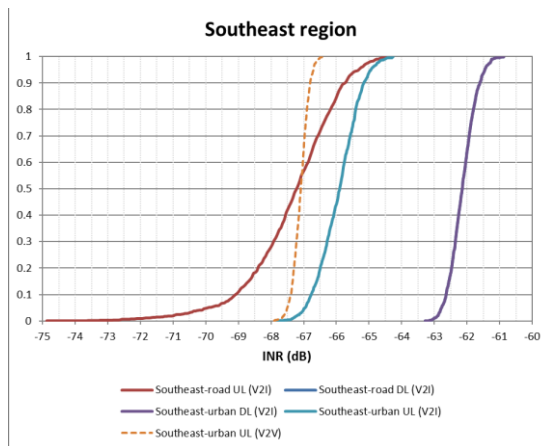 Southeast region
1
0.9
0.8
0.7
0.6
0.5
0.4
0.3
0.2
0.1
0
-75 -74 -73 -72 -71 -70 -69 -68 -67 -66 -65 -64 -63 -62 -61 -60
INR (dB)
Southeast-road UL (V2I) Southeast-road DL (V2I)
Southeast-urban DL (V2I) Southeast-urban UL (V2I)
Southeast-urban UL (V2V)